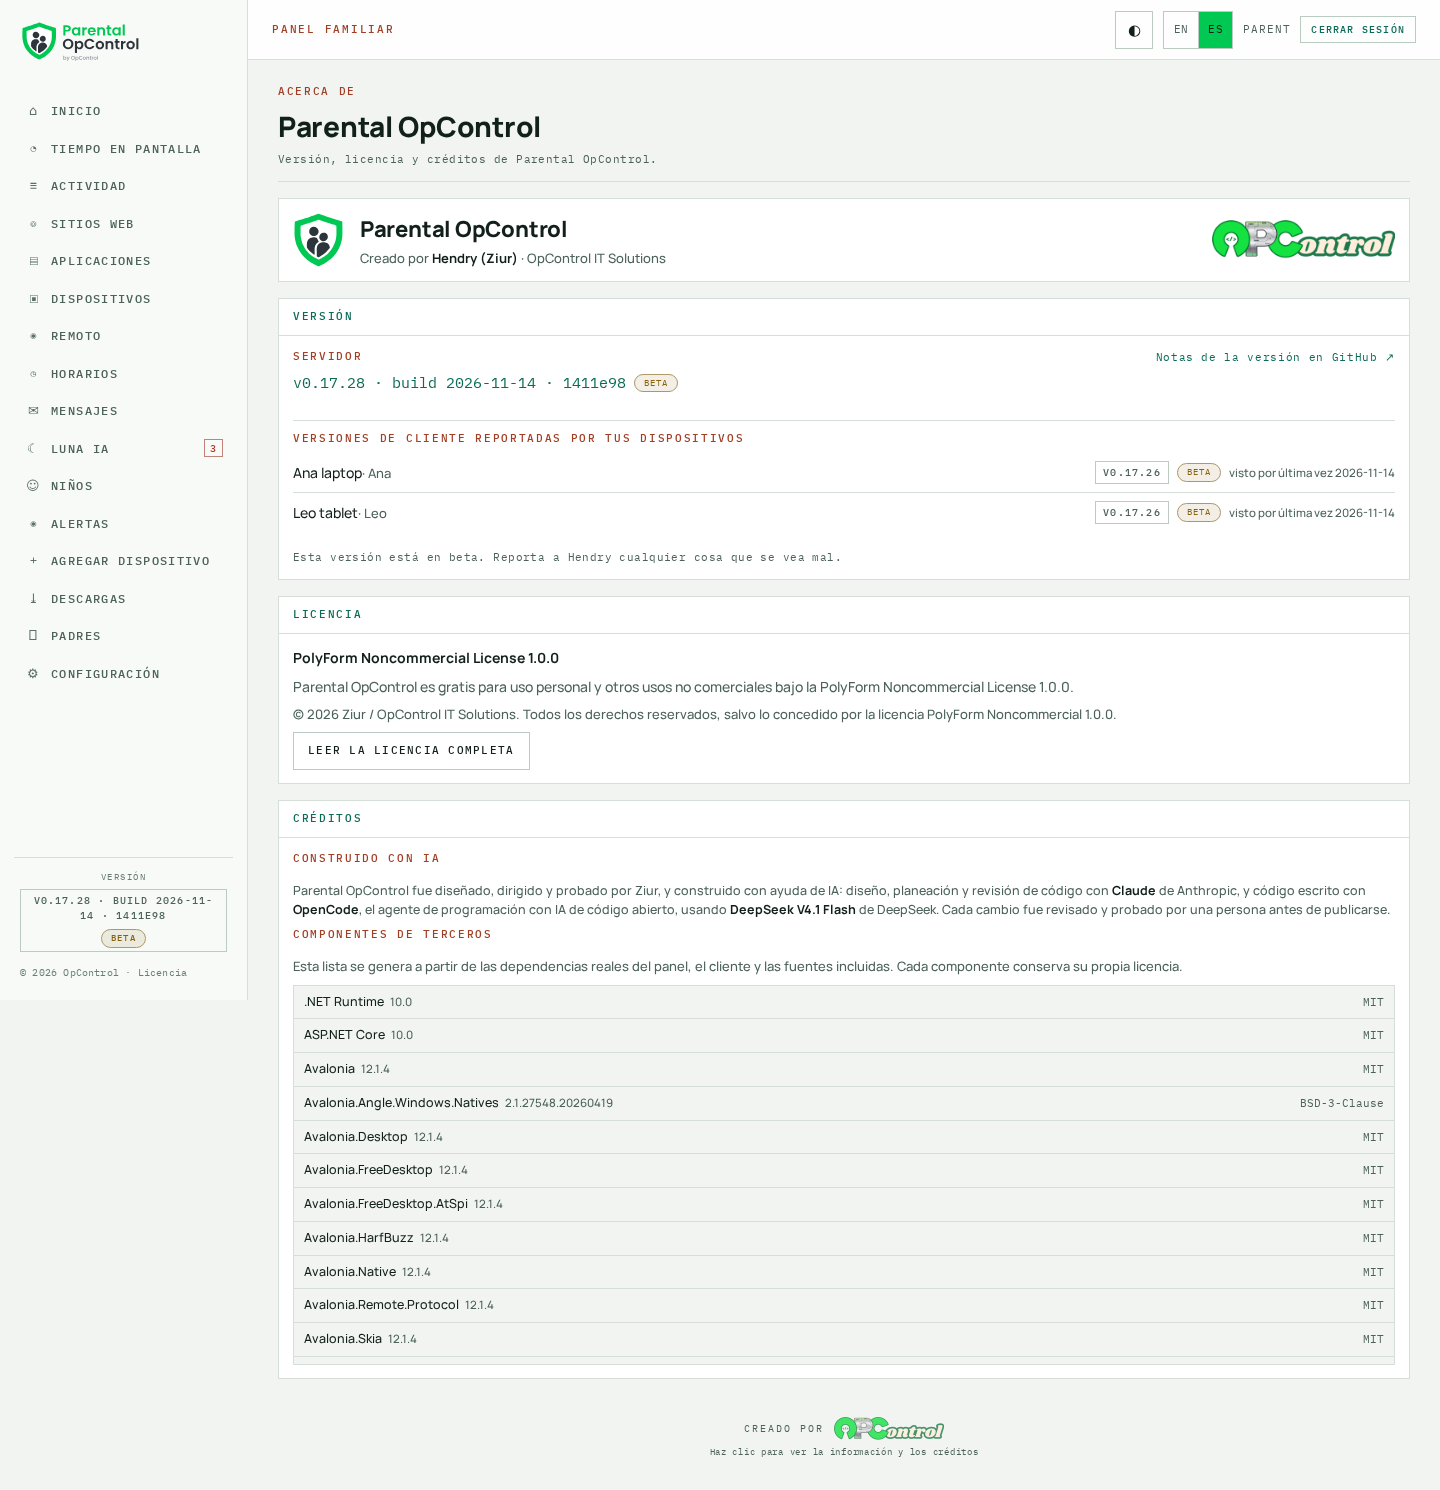 Parental
OpControl
by OpControl
INICIO
TIEMPO EN PANTALLA
ACTIVIDAD
SITIOS WEB
APLICACIONES
DISPOSITIVOS
REMOTO
HORARIOS
MENSAJES
LUNA IA 3
NIÑOS
ALERTAS
AGREGAR DISPOSITIVO
DESCARGAS
PADRES
CONFIGURACIÓN
VERSIÓN
V0.17.28 · BUILD 2026-11-
14 · 1411E98
BETA
© 2026 OpControl · Licencia
PANEL FAMILIAR
EN ES PARENT CERRAR SESIÓN
ACERCA DE
Parental OpControl
Versión, licencia y créditos de Parental OpControl.
Parental OpControl
Creado por Hendry (Ziur) · OpControl IT Solutions
OPControl
VERSIÓN
SERVIDOR
Notas de la versión en GitHub ↗
v0.17.28 · build 2026-11-14 · 1411e98 BETA
VERSIONES DE CLIENTE REPORTADAS POR TUS DISPOSITIVOS
Ana laptop · Ana V0.17.26 BETA visto por última vez 2026-11-14
Leo tablet · Leo V0.17.26 BETA visto por última vez 2026-11-14
Esta versión está en beta. Reporta a Hendry cualquier cosa que se vea mal.
LICENCIA
PolyForm Noncommercial License 1.0.0
Parental OpControl es gratis para uso personal y otros usos no comerciales bajo la PolyForm Noncommercial License 1.0.0.
© 2026 Ziur / OpControl IT Solutions. Todos los derechos reservados, salvo lo concedido por la licencia PolyForm Noncommercial 1.0.0.
LEER LA LICENCIA COMPLETA
CRÉDITOS
CONSTRUIDO CON IA
Parental OpControl fue diseñado, dirigido y probado por Ziur, y construido con ayuda de IA: diseño, planeación y revisión de código con Claude de Anthropic, y código escrito con
OpenCode, el agente de programación con IA de código abierto, usando DeepSeek V4.1 Flash de DeepSeek. Cada cambio fue revisado y probado por una persona antes de publicarse.
COMPONENTES DE TERCEROS
Esta lista se genera a partir de las dependencias reales del panel, el cliente y las fuentes incluidas. Cada componente conserva su propia licencia.
.NET Runtime 10.0 MIT
ASP.NET Core 10.0 MIT
Avalonia 12.1.4 MIT
Avalonia.Angle.Windows.Natives 2.1.27548.20260419 BSD-3-Clause
Avalonia.Desktop 12.1.4 MIT
Avalonia.FreeDesktop 12.1.4 MIT
Avalonia.FreeDesktop.AtSpi 12.1.4 MIT
Avalonia.HarfBuzz 12.1.4 MIT
Avalonia.Native 12.1.4 MIT
Avalonia.Remote.Protocol 12.1.4 MIT
Avalonia.Skia 12.1.4 MIT
CREADO POR OPControl
Haz clic para ver la información y los créditos